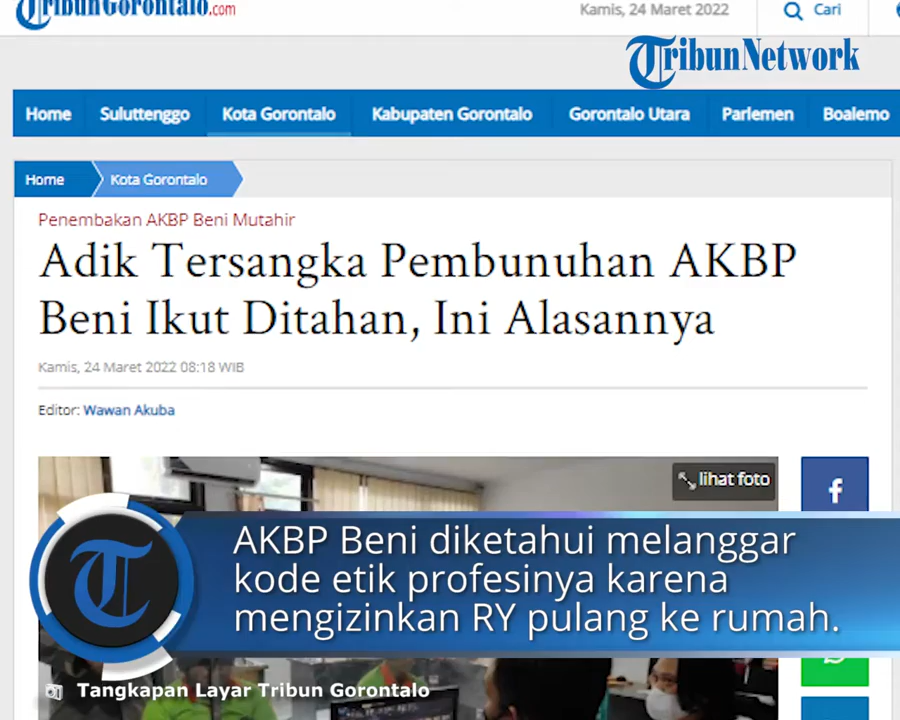 TribunGorontalo.com
Kamis, 24 Maret 2022
Cari
TribunNetwork
Home Suluttenggo Kota Gorontalo Kabupaten Gorontalo Gorontalo Utara Parlemen Boalemo
Home Kota Gorontalo
Penembakan AKBP Beni Mutahir
Adik Tersangka Pembunuhan AKBP
Beni Ikut Ditahan, Ini Alasannya
Kamis, 24 Maret 2022 08:18 WIB
Editor: Wawan Akuba
lihat foto
f
T
AKBP Beni diketahui melanggar
kode etik profesinya karena
mengizinkan RY pulang ke rumah.
Tangkapan Layar Tribun Gorontalo